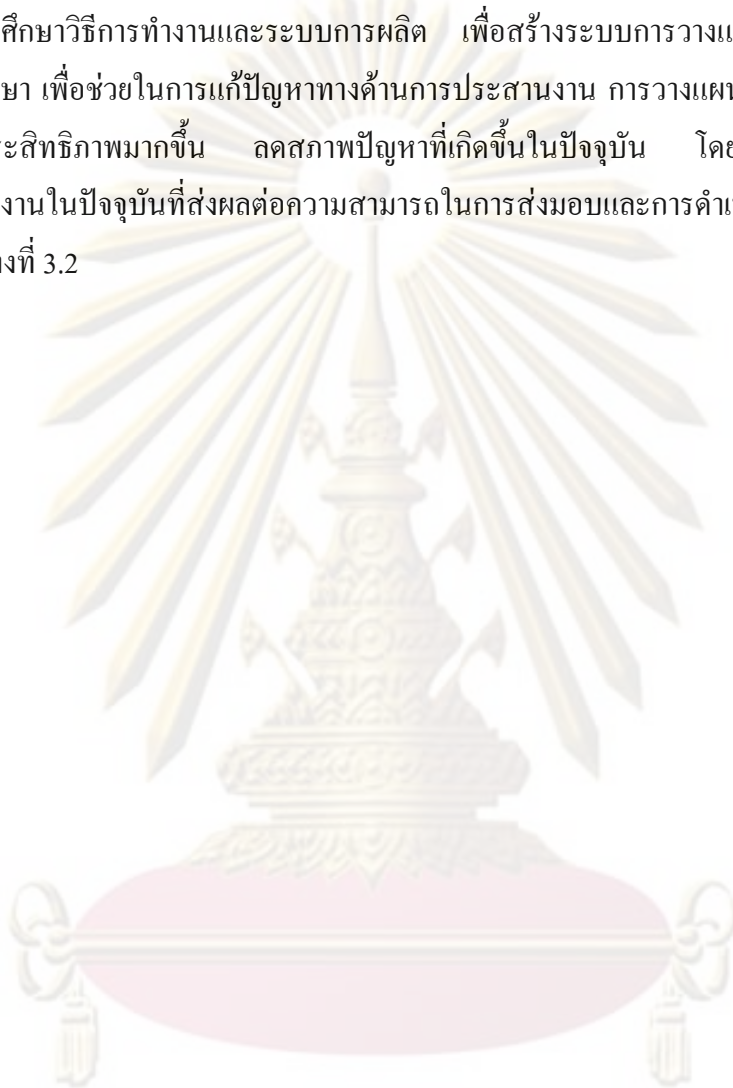 ศึกษาวิธีการทำงานและระบบการผลิต เพื่อสร้างระบบการวางแ
ษา เพื่อช่วยในการแก้ปัญหาทางด้านการประสานงาน การวางแผน
ระสิทธิภาพมากขึ้น ลดสภาพปัญหาที่เกิดขึ้นในปัจจุบัน โดย
งานในปัจจุบันที่ส่งผลต่อความสามารถในการส่งมอบและการดำเ
งที่ 3.2